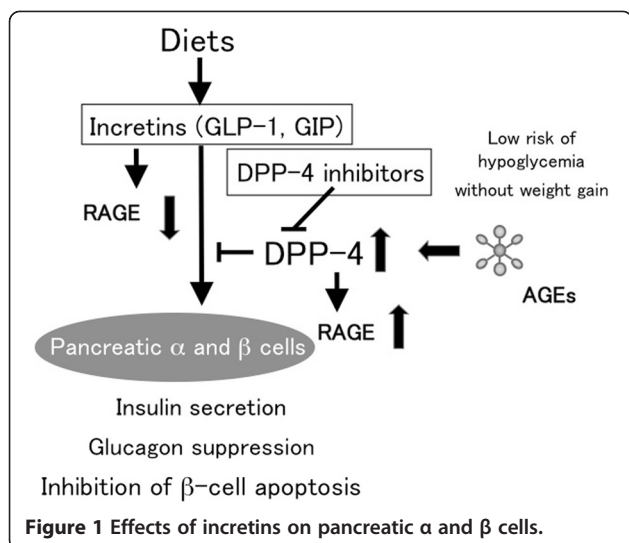 Diets
Incretins (GLP-1, GIP)
Low risk of
hypoglycemia
without weight gain
DPP-4 inhibitors
RAGE
DPP-4
AGEs
RAGE
Pancreatic α and β cells
Insulin secretion
Glucagon suppression
Inhibition of β-cell apoptosis
Figure 1 Effects of incretins on pancreatic α and β cells.